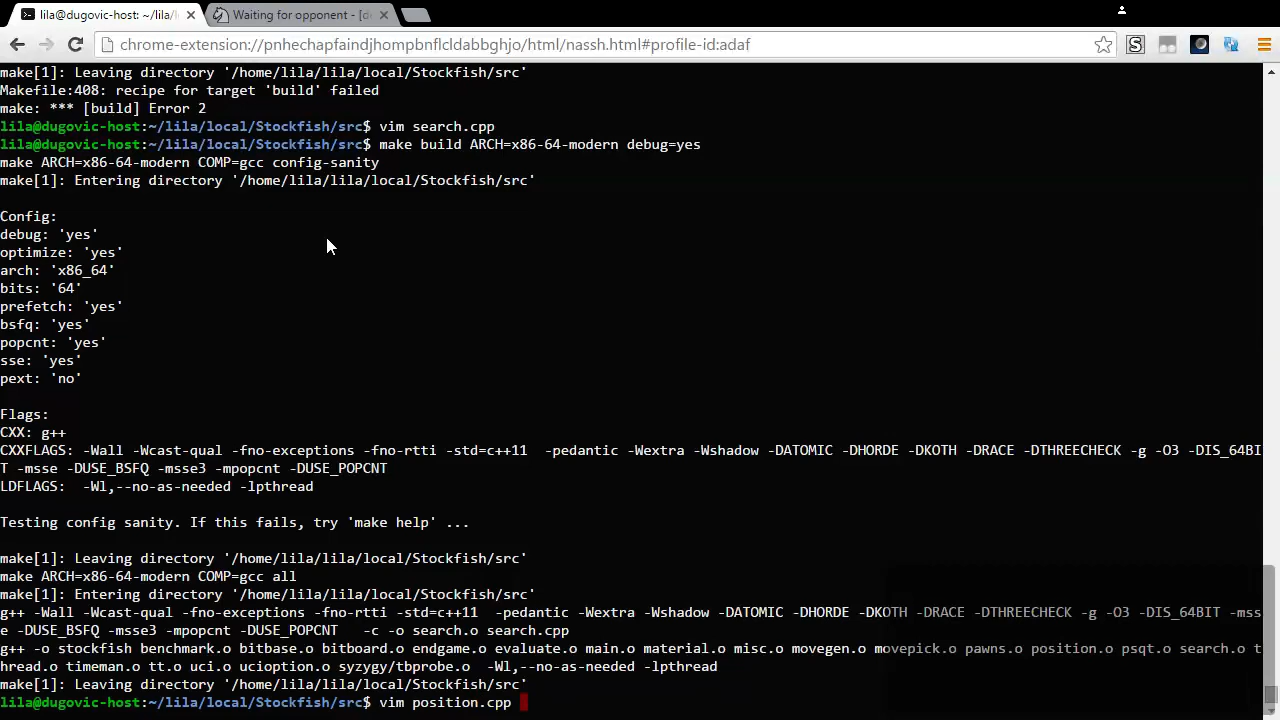 lila@dugovic-host: ~/lila/l
Waiting for opponent - [de
chrome-extension://pnhechapfaindjhompbnflcldabbghjo/html/nassh.html#profile-id:adaf
make[1]: Leaving directory '/home/lila/lila/local/Stockfish/src'
Makefile:408: recipe for target 'build' failed
make: *** [build] Error 2
lila@dugovic-host:~/lila/local/Stockfish/src$ vim search.cpp
lila@dugovic-host:~/lila/local/Stockfish/src$ make build ARCH=x86-64-modern debug=yes
make ARCH=x86-64-modern COMP=gcc config-sanity
make[1]: Entering directory '/home/lila/lila/local/Stockfish/src'
Config:
debug: 'yes'
optimize: 'yes'
arch: 'x86_64'
bits: '64'
prefetch: 'yes'
bsfq: 'yes'
popcnt: 'yes'
sse: 'yes'
pext: 'no'
Flags:
CXX: g++
CXXFLAGS: -Wall -Wcast-qual -fno-exceptions -fno-rtti -std=c++11  -pedantic -Wextra -Wshadow -DATOMIC -DHORDE -DKOTH -DRACE -DTHREECHECK -g -O3 -DIS_64BI
T -msse -DUSE_BSFQ -msse3 -mpopcnt -DUSE_POPCNT
LDFLAGS:  -Wl,--no-as-needed -lpthread
Testing config sanity. If this fails, try 'make help' ...
make[1]: Leaving directory '/home/lila/lila/local/Stockfish/src'
make ARCH=x86-64-modern COMP=gcc all
make[1]: Entering directory '/home/lila/lila/local/Stockfish/src'
g++ -Wall -Wcast-qual -fno-exceptions -fno-rtti -std=c++11  -pedantic -Wextra -Wshadow -DATOMIC -DHORDE -DKOTH -DRACE -DTHREECHECK -g -O3 -DIS_64BIT -mss
e -DUSE_BSFQ -msse3 -mpopcnt -DUSE_POPCNT   -c -o search.o search.cpp
g++ -o stockfish benchmark.o bitbase.o bitboard.o endgame.o evaluate.o main.o material.o misc.o movegen.o movepick.o pawns.o position.o psqt.o search.o t
hread.o timeman.o tt.o uci.o ucioption.o syzygy/tbprobe.o  -Wl,--no-as-needed -lpthread
make[1]: Leaving directory '/home/lila/lila/local/Stockfish/src'
lila@dugovic-host:~/lila/local/Stockfish/src$ vim position.cpp